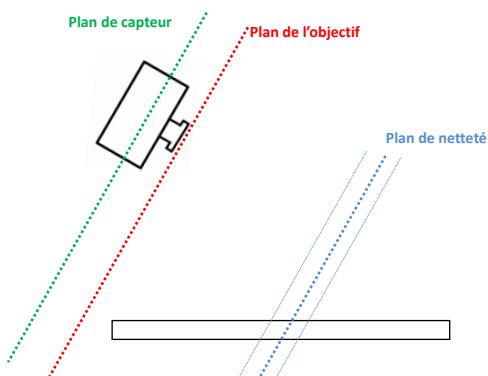 Plan de capteur
Plan de l’objectif
Plan de netteté